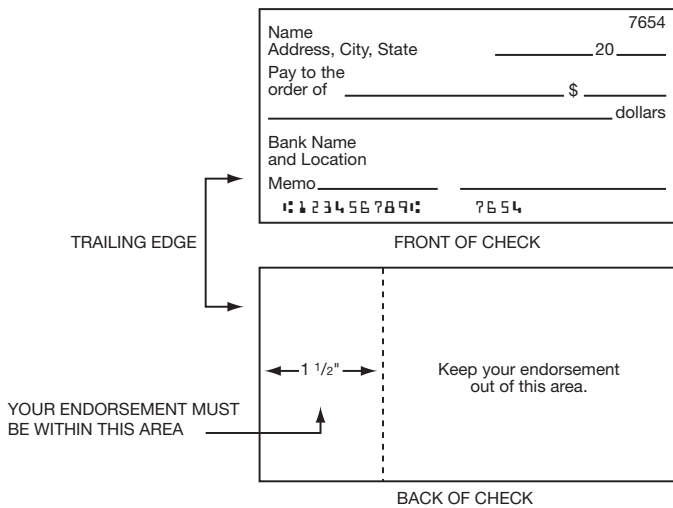 7654
Name
Address, City, State 20
Pay to the
order of $
dollars
Bank Name
and Location
Memo
⑆123456789⑆ 7654
TRAILING EDGE
FRONT OF CHECK
1 1/2"
Keep your endorsement
out of this area.
YOUR ENDORSEMENT MUST
BE WITHIN THIS AREA
BACK OF CHECK